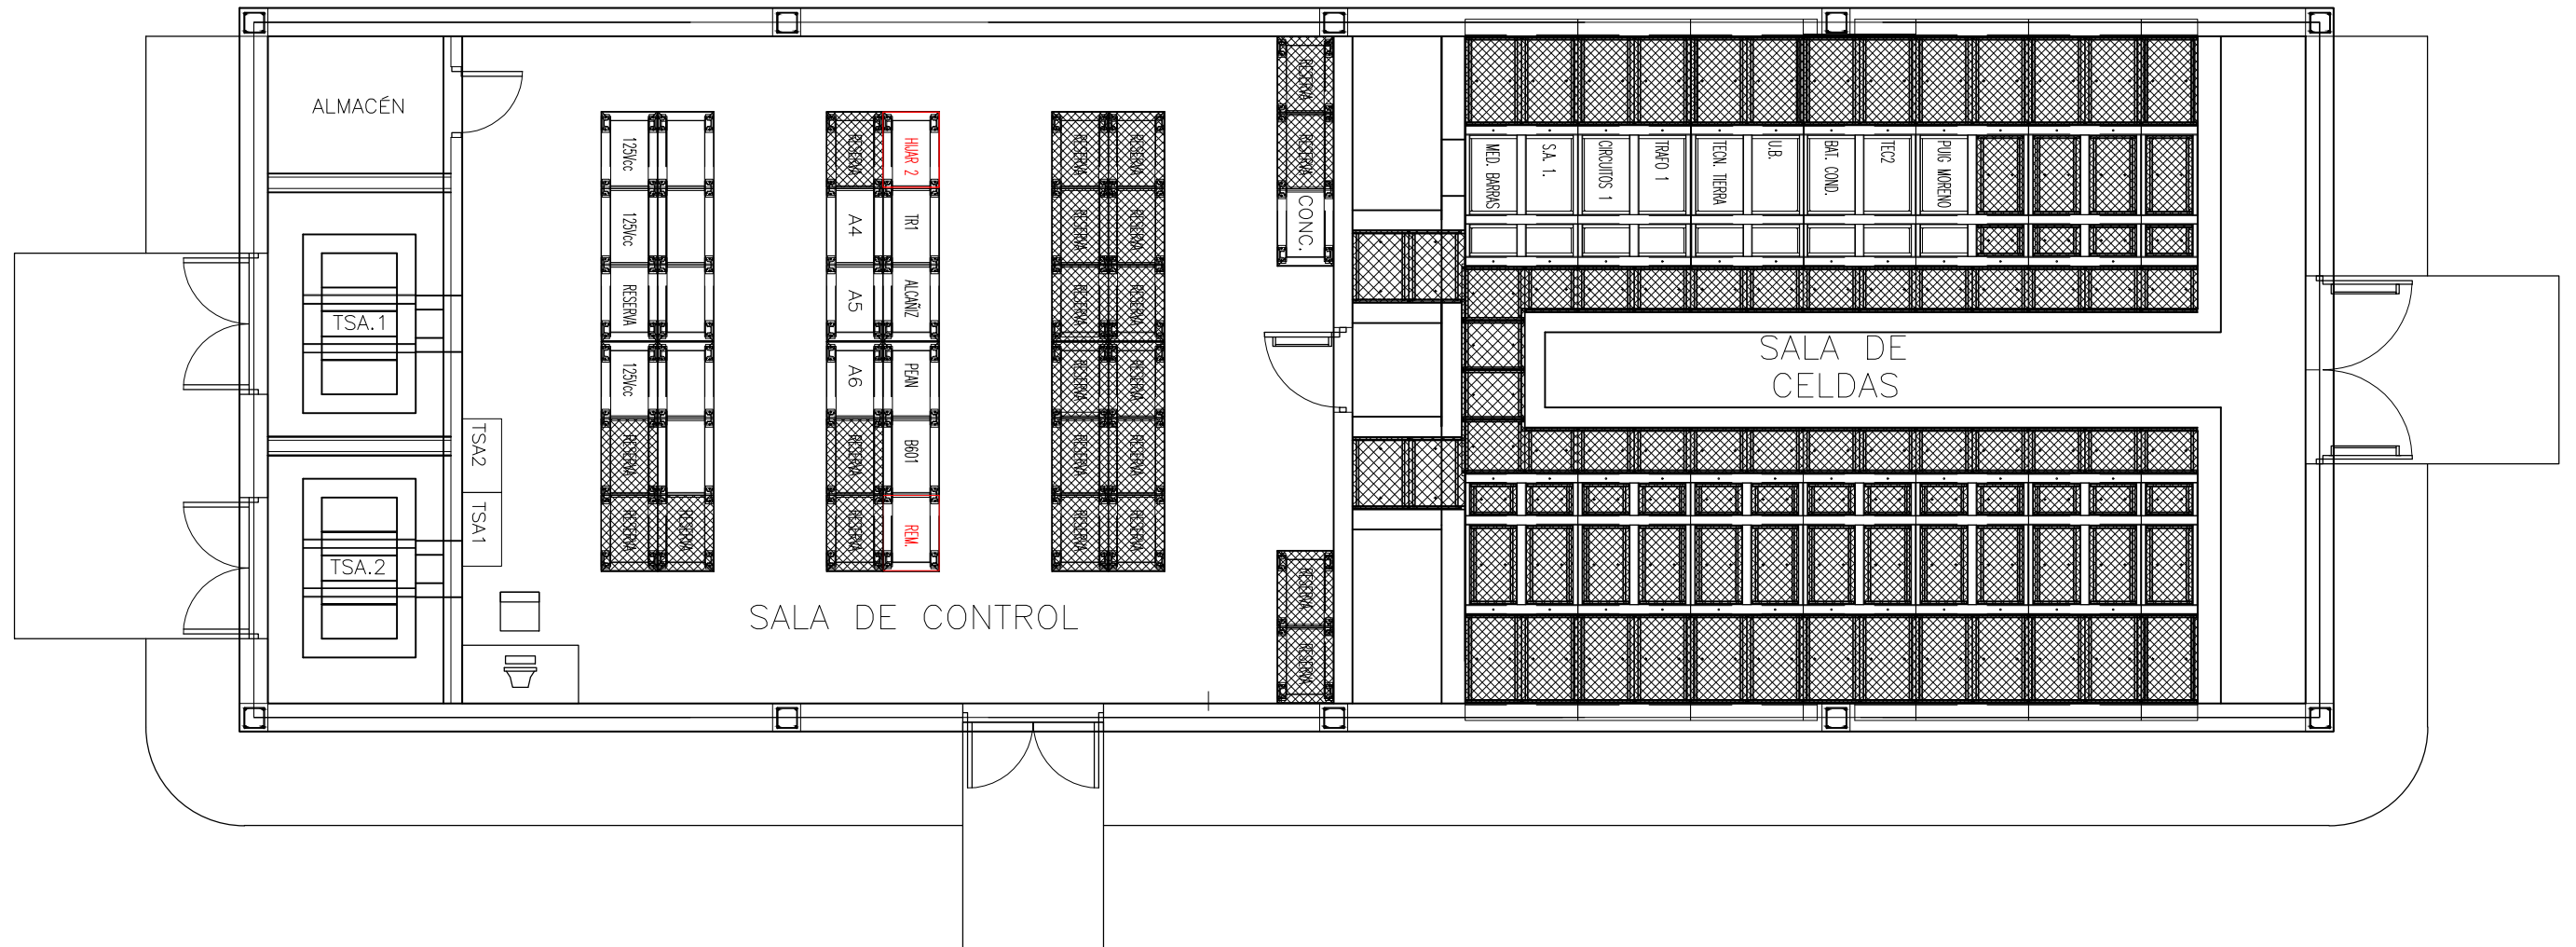 ALMACÉN
TSA.1
TSA.2
TSA2
TSA1
125Vcc
125Vcc
RESERVA
125Vcc
RESERVA
RESERVA
RESERVA
RESERVA
A4
A5
A6
RESERVA
RESERVA
HIJAR 2
TR1
ALCAÑIZ
PEAN
B601
REM.
RESERVA
RESERVA
RESERVA
RESERVA
RESERVA
RESERVA
RESERVA
RESERVA
RESERVA
RESERVA
RESERVA
RESERVA
SALA DE CONTROL
RESERVA
RESERVA
CONC.
RESERVA
RESERVA
MED. BARRAS
S.A. 1.
CIRCUITOS 1
TRAFO 1
TECN. TIERRA
U.B.
BAT. COND.
TEC2
PUIG MORENO
SALA DE
CELDAS